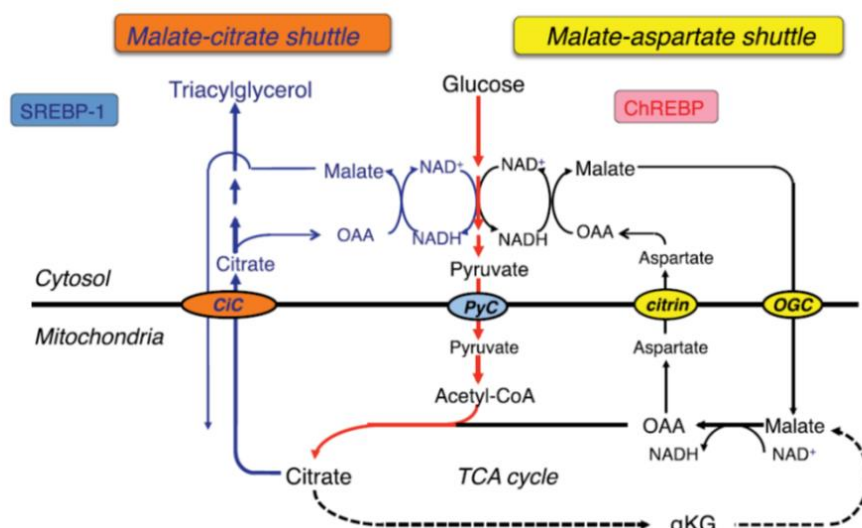 Malate-citrate shuttle
Malate-aspartate shuttle
SREBP-1
Triacylglycerol
Glucose
ChREBP
Malate
NAD+
NAD+
Malate
OAA
NADH
NADH
OAA
Citrate
Aspartate
Pyruvate
Cytosol
CiC
PyC
citrin
OGC
Mitochondria
Pyruvate
Aspartate
Acetyl-CoA
OAA
Malate
NADH
NAD+
Citrate
TCA cycle
αKG